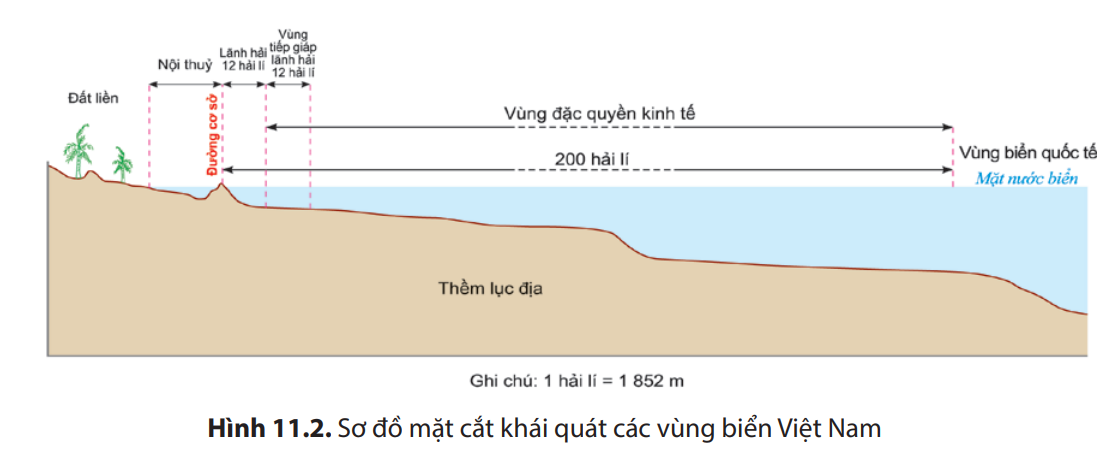 Vùng
tiếp giáp
lãnh hải
12 hải lí
Lãnh hải
12 hải lí
Nội thuỷ
Đất liền
Đường cơ sở
Vùng đặc quyền kinh tế
200 hải lí
Vùng biển quốc tế
Mặt nước biển
Thềm lục địa
Ghi chú: 1 hải lí = 1 852 m
Hình 11.2. Sơ đồ mặt cắt khái quát các vùng biển Việt Nam